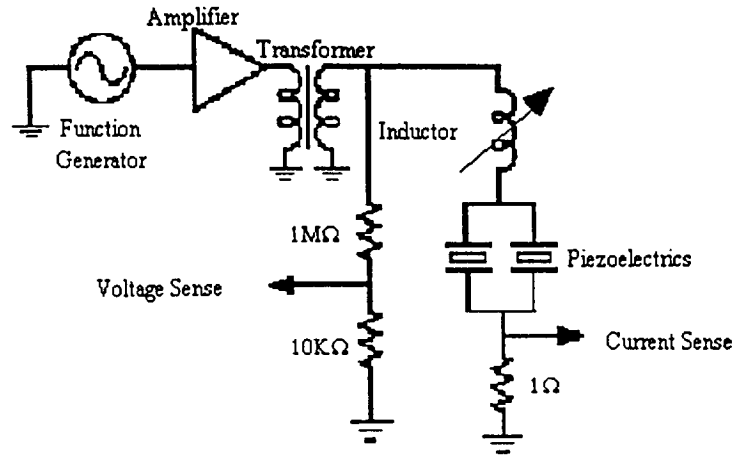 Amplifier
Transformer
Function
Generator
Inductor
1MΩ
Piezoelectrics
Voltage Sense
10KΩ
Current Sense
1Ω